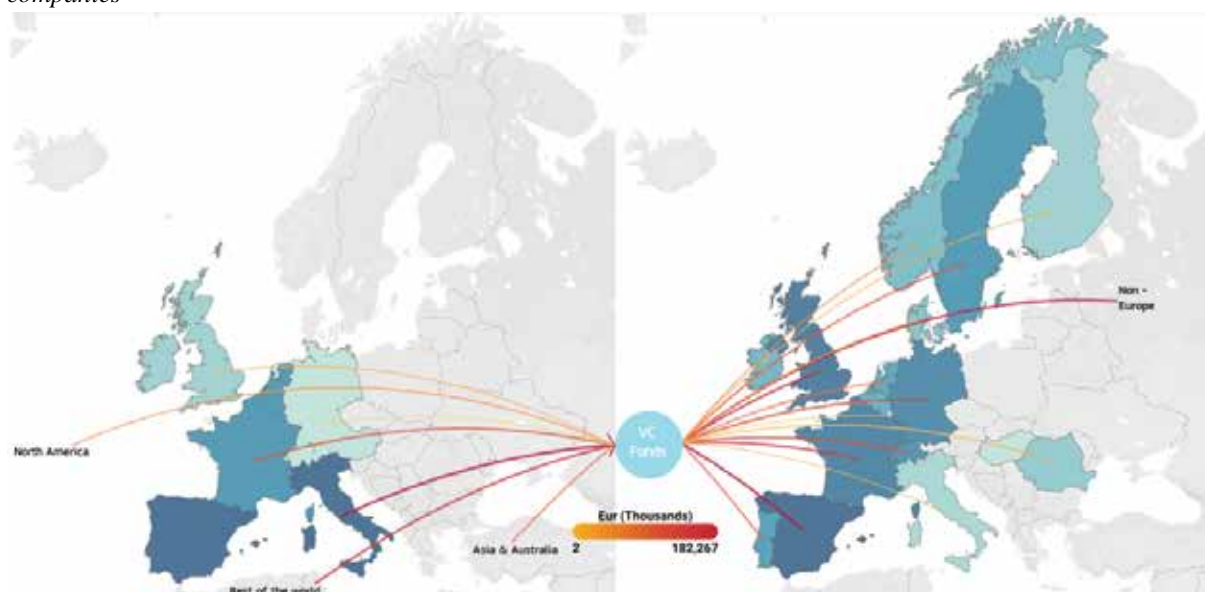 companies
Non -
Europe
VC
Funds
North America
Eur (Thousands)
2 182,267
Asia & Australia
Rest of the world